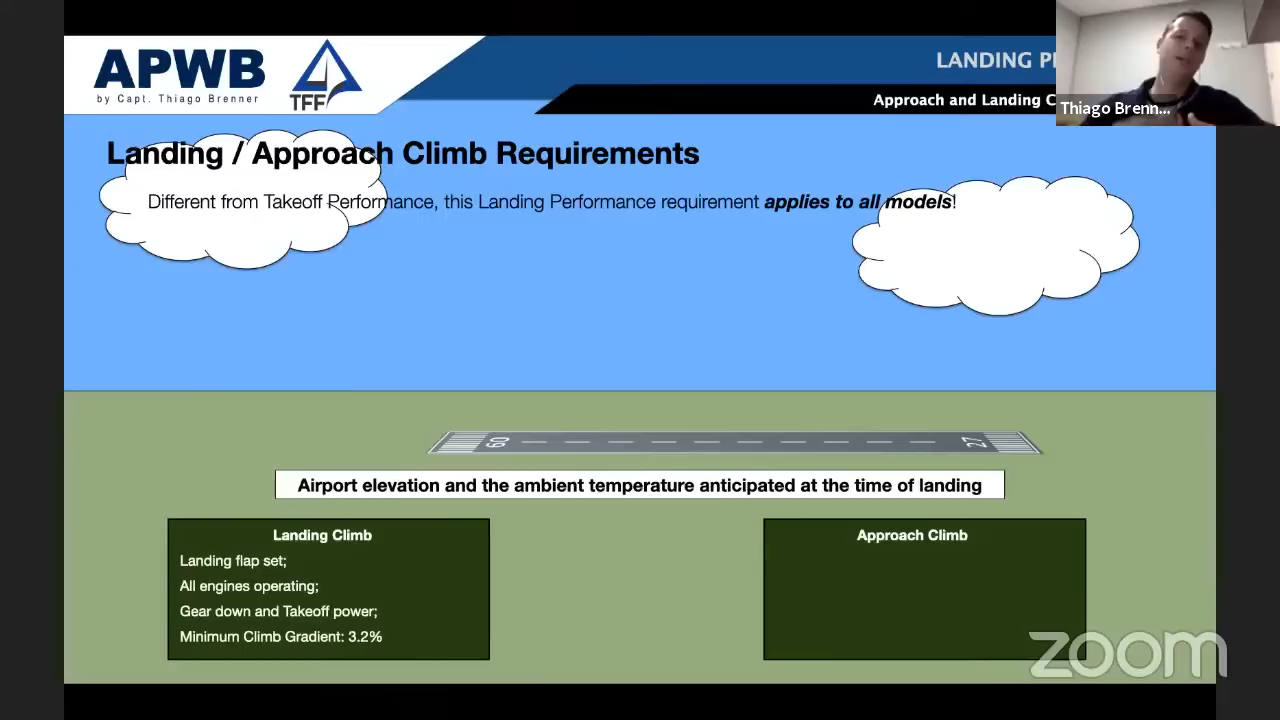 APWB
by Capt. Thiago Brenner
TFF
LANDING
Approach and Landing
Thiago Brenn...
Landing / Approach Climb Requirements
Different from Takeoff Performance, this Landing Performance requirement applies to all models!
09
27
Airport elevation and the ambient temperature anticipated at the time of landing
Landing Climb
Landing flap set;
All engines operating;
Gear down and Takeoff power;
Minimum Climb Gradient: 3.2%
Approach Climb
zoom